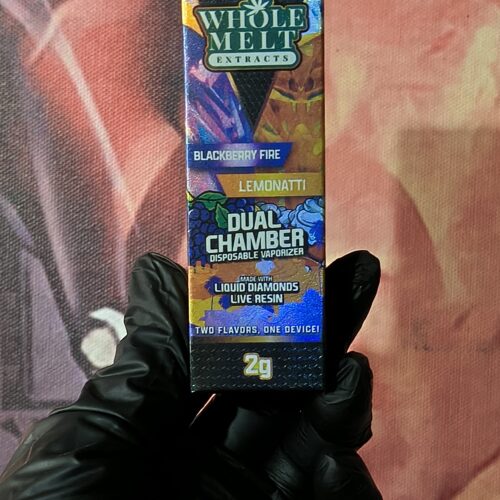 WHOLE
MELT
EXTRACTS
BLACKBERRY FIRE
LEMONATTI
DUAL
CHAMBER
DISPOSABLE VAPORIZER
MADE WITH
LIQUID DIAMONDS
LIVE RESIN
TWO FLAVORS, ONE DEVICE!
2g